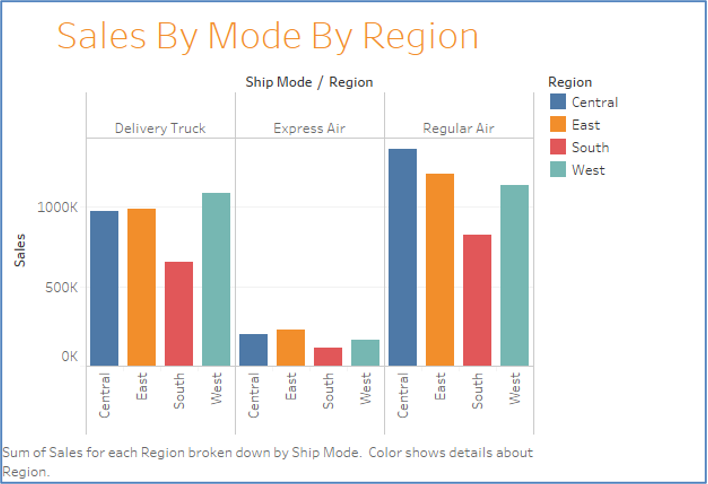 Sales By Mode By Region
Ship Mode / Region
Region
Central
East
South
West
Delivery Truck
Express Air
Regular Air
Sales
1000K
500K
0K
Central
East
South
West
Central
East
South
West
Central
East
South
West
Sum of Sales for each Region broken down by Ship Mode.  Color shows details about
Region.